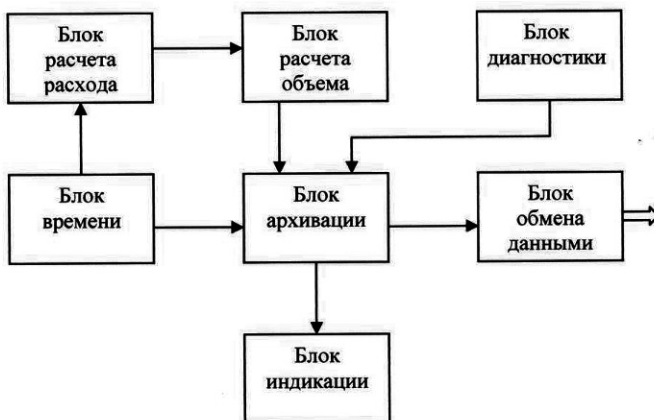 Блок
расчета
расхода
Блок
расчета
объема
Блок
диагностики
Блок
времени
Блок
архивации
Блок
обмена
данными
Блок
индикации